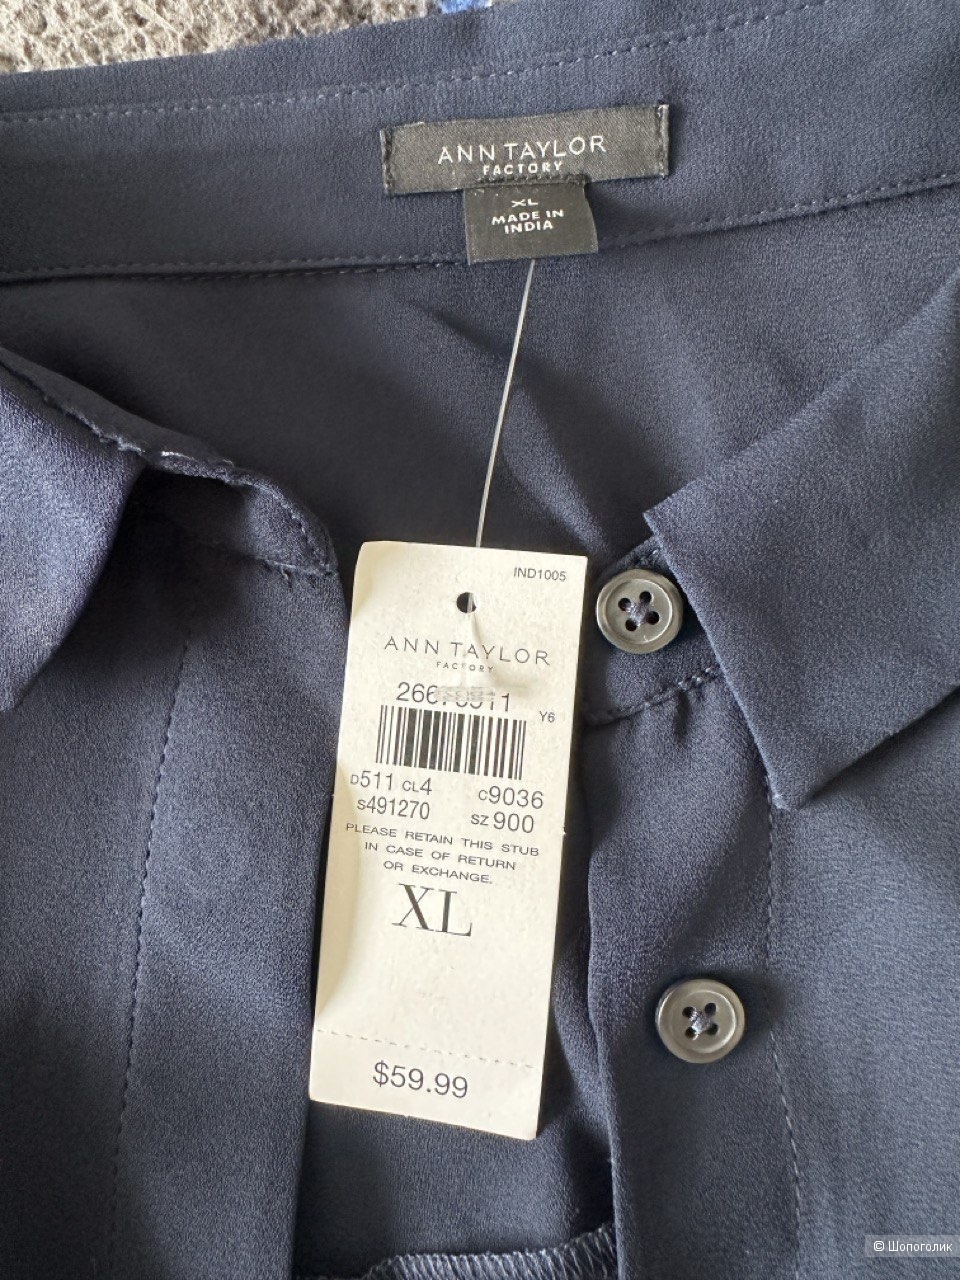 ANN TAYLOR
FACTORY
XL
MADE IN
INDIA
IND1005
ANN TAYLOR
FACTORY
Y6
D511 CL4
C9036
S491270
SZ 900
PLEASE RETAIN THIS STUB
IN CASE OF RETURN
OR EXCHANGE.
XL
$59.99
© Шопоголик